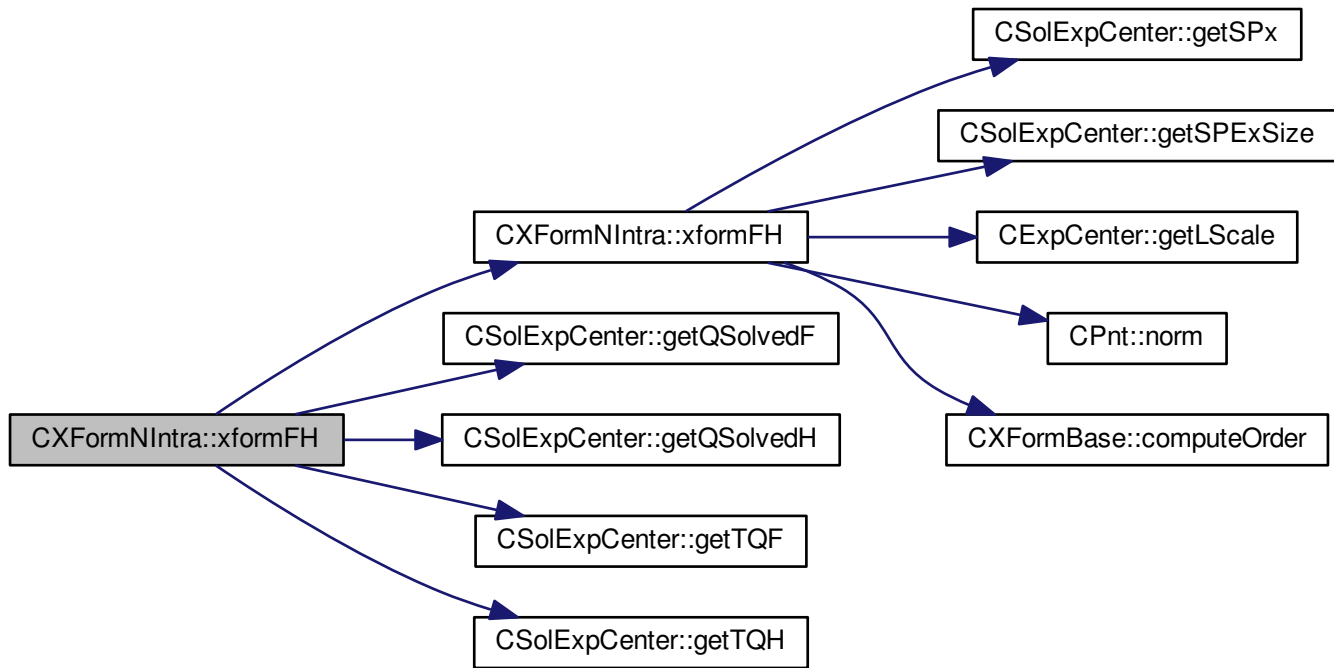 CSolExpCenter::getSPx
CSolExpCenter::getSPExSize
CXFormNIntra::xformFH
CExpCenter::getLScale
CPnt::norm
CSolExpCenter::getQSolvedF
CXFormNIntra::xformFH
CSolExpCenter::getQSolvedH
CXFormBase::computeOrder
CSolExpCenter::getTQF
CSolExpCenter::getTQH